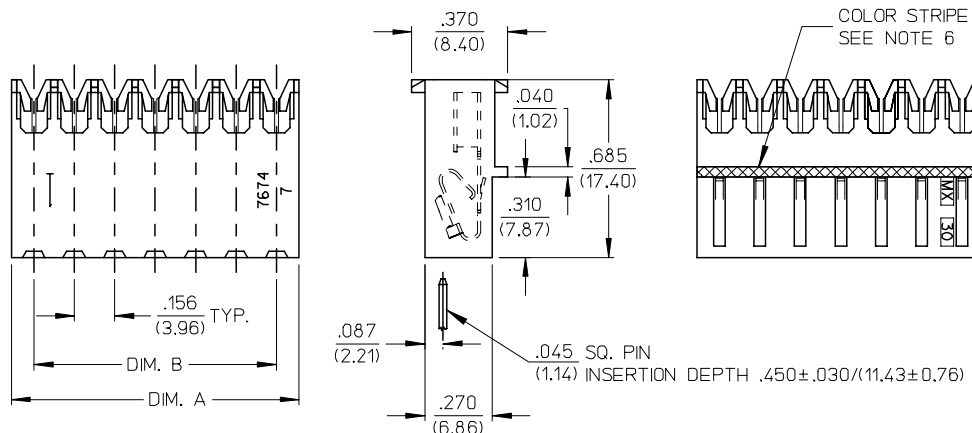 .370
(8.40)
COLOR STRIPE
SEE NOTE 6
.040
(1.02)
.685
(17.40)
7674
7
MX 30
.310
(7.87)
.156 TYP.
(3.96)
.087
(2.21)
DIM. B
.045 SQ. PIN
(1.14) INSERTION DEPTH .450±.030/(11.43±0.76)
DIM. A
.270
(6.86)